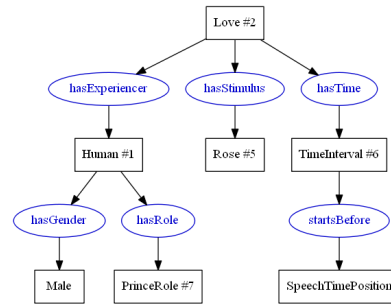 Love #2
hasExperiencer hasStimulus hasTime
Human #1 Rose #5 TimeInterval #6
hasGender hasRole startsBefore
Male PrinceRole #7 SpeechTimePosition